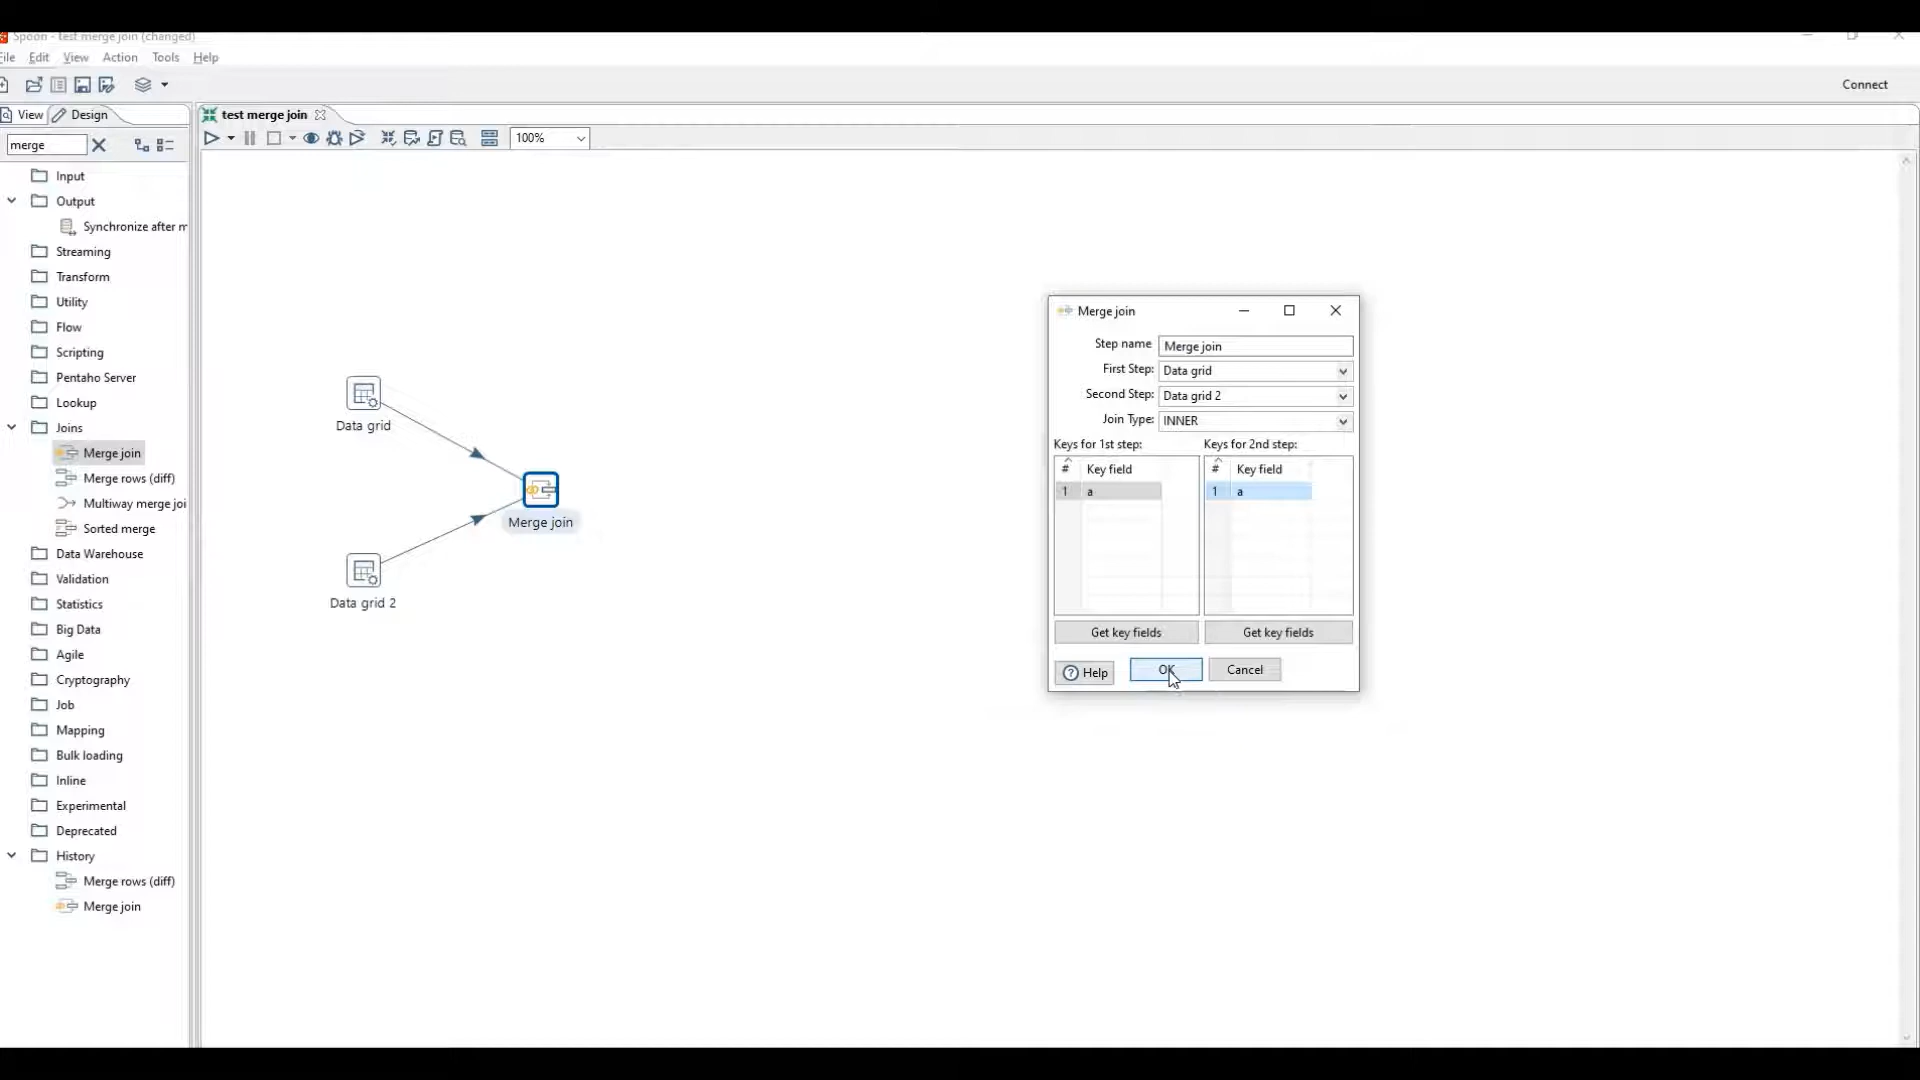 Spoon - test merge join (changed)
File Edit View Action Tools Help
Connect
View Design
test merge join
merge
100%
Input
Output
Synchronize after m
Streaming
Transform
Utility
Flow
Scripting
Pentaho Server
Lookup
Joins
Merge join
Merge rows (diff)
Multiway merge joi
Sorted merge
Data Warehouse
Validation
Statistics
Big Data
Agile
Cryptography
Job
Mapping
Bulk loading
Inline
Experimental
Deprecated
History
Merge rows (diff)
Merge join
Data grid
Merge join
Data grid 2
Merge join
Step name Merge join
First Step: Data grid
Second Step: Data grid 2
Join Type: INNER
Keys for 1st step: Keys for 2nd step:
# Key field # Key field
1 a 1 a
Get key fields Get key fields
Help OK Cancel